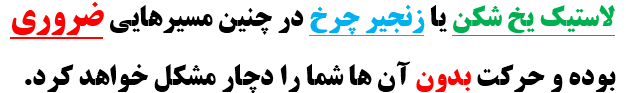 لاستیک یخ شکن یا زنجیر چرخ در چنین مسیرهایی ضروری
بوده و حرکت بدون آن ها شما را دچار مشکل خواهد کرد.